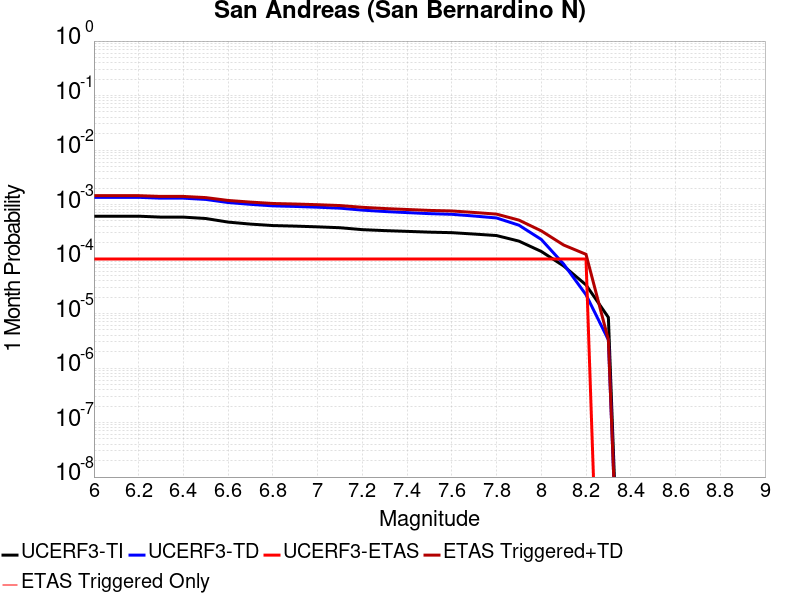 San Andreas (San Bernardino N)
10^0
10^-1
10^-2
10^-3
10^-4
10^-5
10^-6
10^-7
10^-8
1 Month Probability
6 6.2 6.4 6.6 6.8 7 7.2 7.4 7.6 7.8 8 8.2 8.4 8.6 8.8 9
Magnitude
UCERF3-TI UCERF3-TD UCERF3-ETAS ETAS Triggered+TD
ETAS Triggered Only